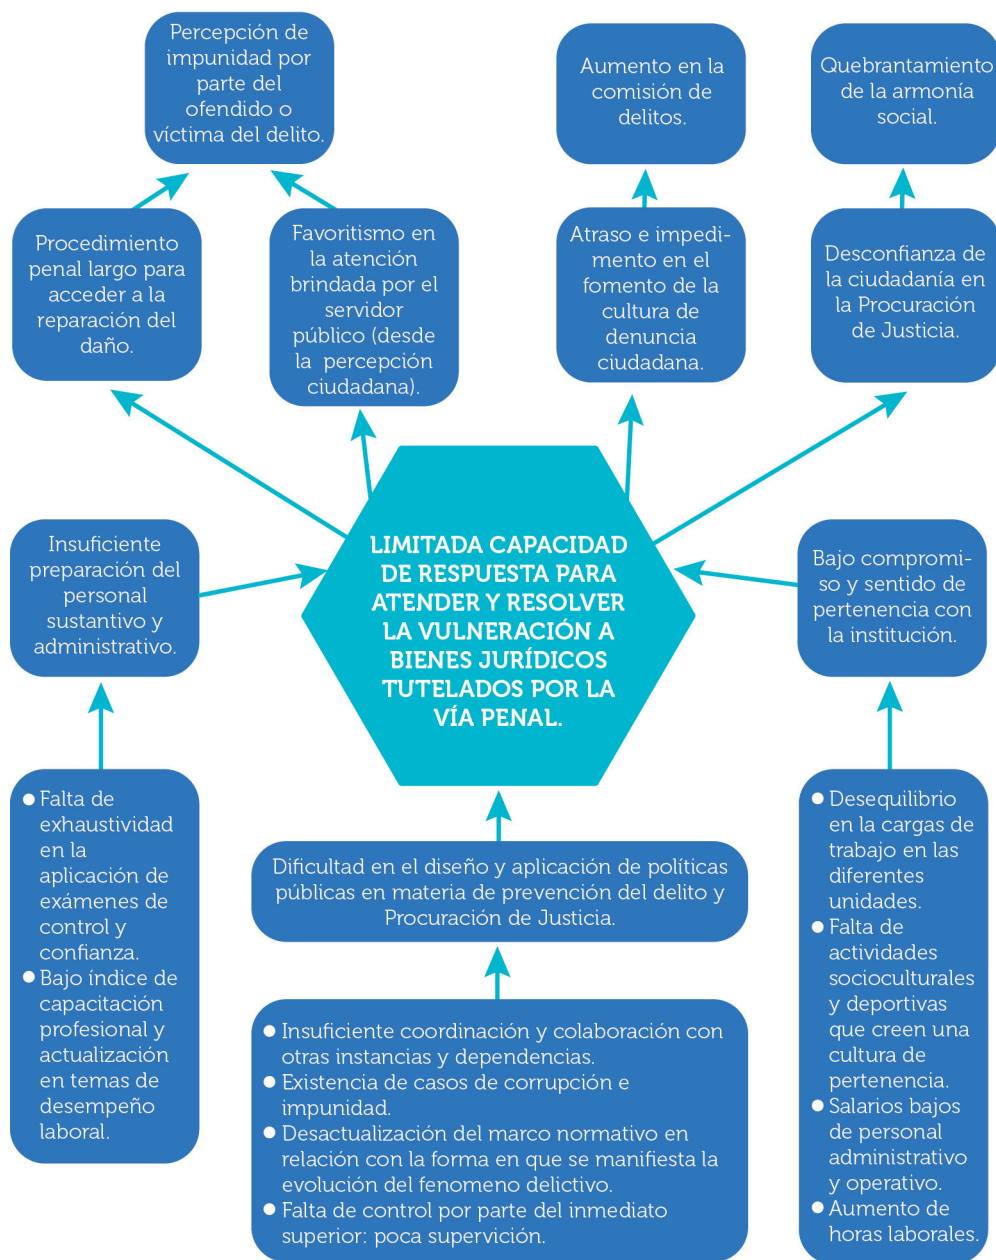 Percepción de
impunidad por
parte del
ofendido o
víctima del delito.
Aumento en la
comisión de
delitos.
Quebrantamiento
de la armonía
social.
Procedimiento
penal largo para
acceder a la
reparación del
daño.
Favoritismo en
la atención
brindada por el
servidor
público (desde
la percepción
ciudadana).
Atraso e impedi-
mento en el
fomento de la
cultura de
denuncia
ciudadana.
Desconfianza de
la ciudadanía en
la Procuración
de Justicia.
LIMITADA CAPACIDAD
DE RESPUESTA PARA
ATENDER Y RESOLVER
LA VULNERACIÓN A
BIENES JURÍDICOS
TUTELADOS POR LA
VÍA PENAL.
Insuficiente
preparación del
personal
sustantivo y
administrativo.
Bajo compromi-
so y sentido de
pertenencia con
la institución.
● Falta de
exhaustividad
en la
aplicación de
exámenes de
control y
confianza.
● Bajo índice de
capacitación
profesional y
actualización
en temas de
desempeño
laboral.
Dificultad en el diseño y aplicación de políticas
públicas en materia de prevención del delito y
Procuración de Justicia.
● Insuficiente coordinación y colaboración con
otras instancias y dependencias.
● Existencia de casos de corrupción e
impunidad.
● Desactualización del marco normativo en
relación con la forma en que se manifiesta la
evolución del fenomeno delictivo.
● Falta de control por parte del inmediato
superior: poca supervición.
● Desequilibrio
en la cargas de
trabajo en las
diferentes
unidades.
● Falta de
actividades
socioculturales
y deportivas
que creen una
cultura de
pertenencia.
● Salarios bajos
de personal
administrativo
y operativo.
● Aumento de
horas laborales.